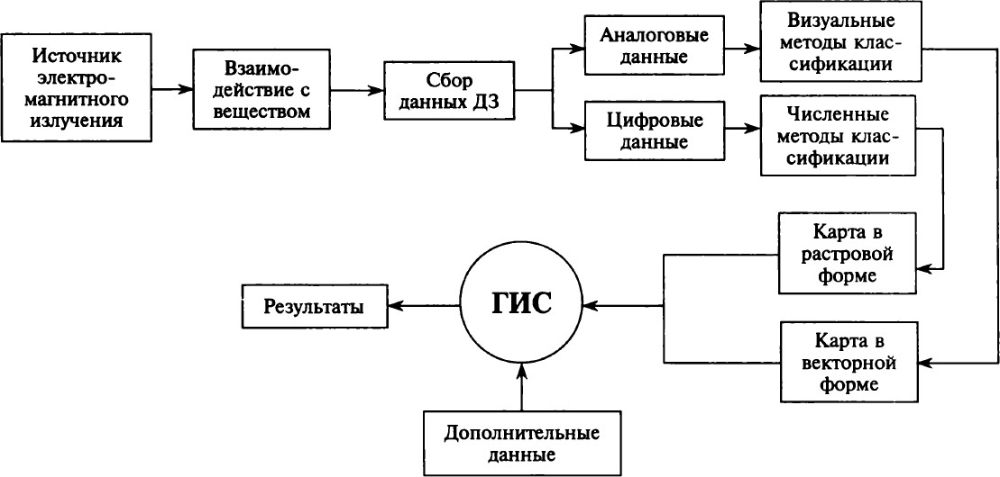 Источник
электро-
магнитного
излучения
Взаимо-
действие с
веществом
Сбор
данных ДЗ
Аналоговые
данные
Визуальные
методы клас-
сификации
Цифровые
данные
Численные
методы клас-
сификации
Карта в
растровой
форме
ГИС
Результаты
Карта в
векторной
форме
Дополнительные
данные